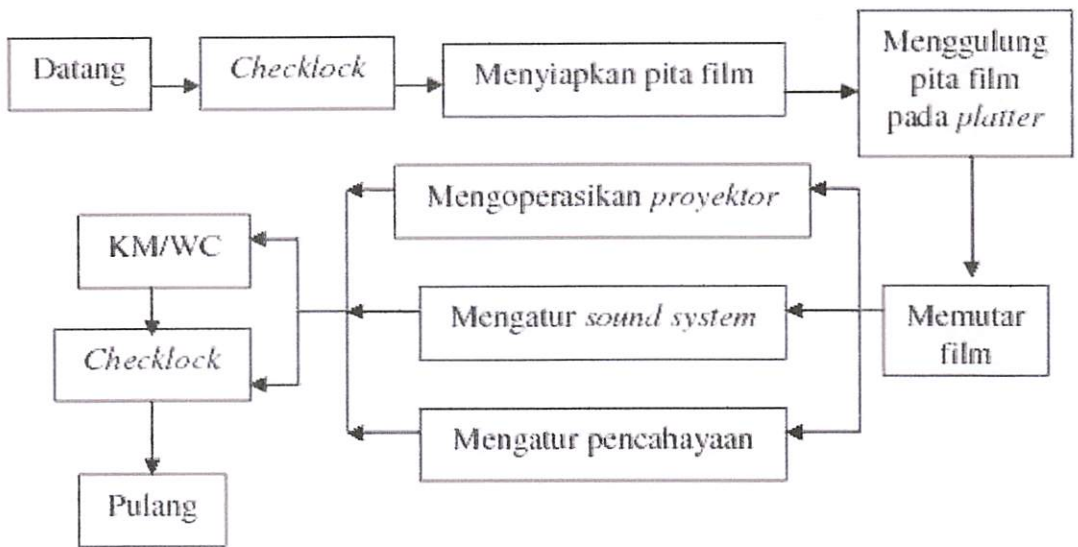 Datang
Checklock
Menyiapkan pita film
Menggulung
pita film
pada platter
Memutar
film
Mengoperasikan proyektor
Mengatur sound system
Mengatur pencahayaan
KM/WC
Checklock
Pulang